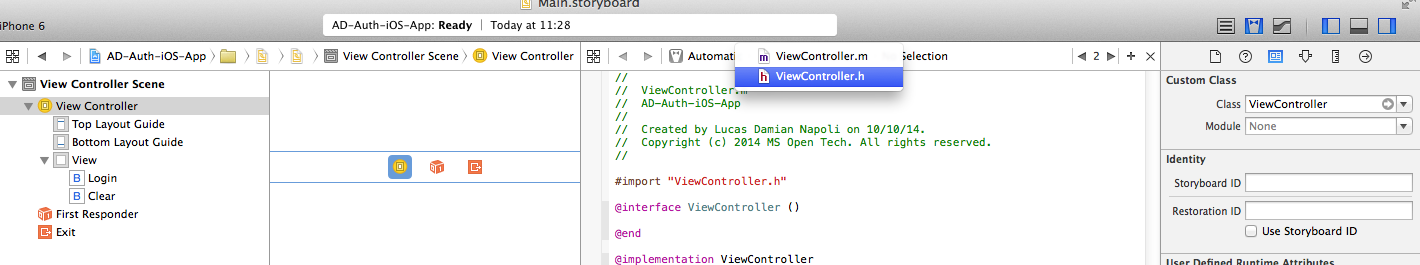 Main.storyboard
iPhone 6
AD-Auth-iOS-App: Ready | Today at 11:28
AD-Auth-iOS-App
View Controller Scene
View Controller
Automati
ViewController.m
ViewController.h
Selection
2
View Controller Scene
View Controller
Top Layout Guide
Bottom Layout Guide
View
B Login
B Clear
First Responder
Exit
//
// ViewController.m
// AD-Auth-iOS-App
//
// Created by Lucas Damian Napoli on 10/10/14.
// Copyright (c) 2014 MS Open Tech. All rights reserved.
//
#import "ViewController.h"
@interface ViewController ()
@end
@implementation ViewController
Custom Class
Class ViewController
Module None
Identity
Storyboard ID
Restoration ID
Use Storyboard ID
User Defined Runtime Attributes